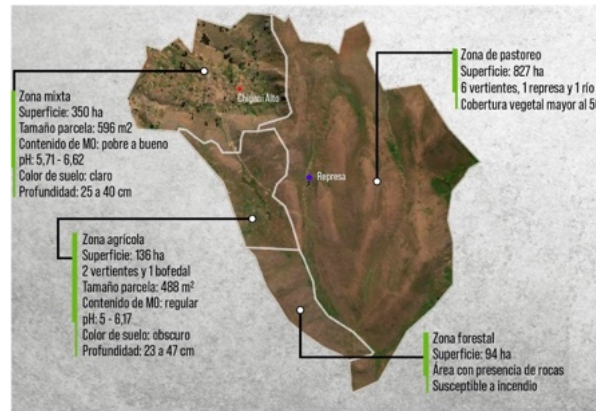 Zona de pastoreo
Superficie: 827 ha
6 vertientes, 1 represa y 1 río
Cobertura vegetal mayor al
Zona mixta
Superficie: 350 ha
Tamaño parcela: 596 m2
Contenido de MO: pobre a bueno
pH: 5,71 - 6,62
Color de suelo: claro
Profundidad: 25 a 40 cm
Chigani Alto
Represa
Zona agrícola
Superficie: 136 ha
2 vertientes y 1 bofedal
Tamaño parcela: 488 m²
Contenido de MO: regular
pH: 5 - 6,17
Color de suelo: obscuro
Profundidad: 23 a 47 cm
Zona forestal
Superficie: 94 ha
Área con presencia de rocas
Susceptible a incendio